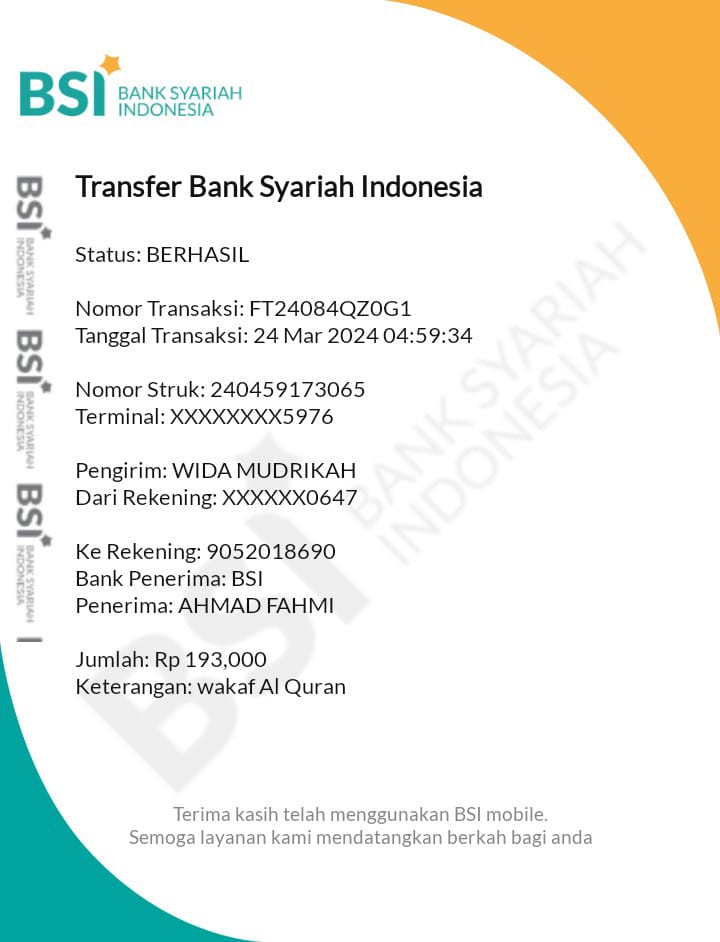 BSI BANK SYARIAH
INDONESIA
Transfer Bank Syariah Indonesia
Status: BERHASIL
Nomor Transaksi: FT24084QZ0G1
Tanggal Transaksi: 24 Mar 2024 04:59:34
Nomor Struk: 240459173065
Terminal: XXXXXXXX5976
Pengirim: WIDA MUDRIKAH
Dari Rekening: XXXXXX0647
Ke Rekening: 9052018690
Bank Penerima: BSI
Penerima: AHMAD FAHMI
Jumlah: Rp 193,000
Keterangan: wakaf Al Quran
Terima kasih telah menggunakan BSI mobile.
Semoga layanan kami mendatangkan berkah bagi anda
BSI BANK SYARIAH
INDONESIA
BSI BANK SYARIAH
INDONESIA
BSI BANK SYARIAH
INDONESIA
BSI BANK SYARIAH
INDONESIA